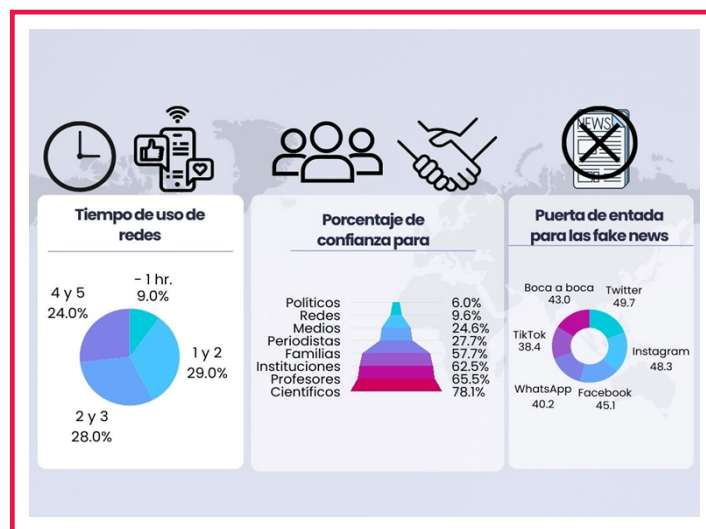 NEWS
Tiempo de uso de
redes
- 1 hr.
9.0%
4 y 5
24.0%
1 y 2
29.0%
2 y 3
28.0%
Porcentaje de
confianza para
Políticos 6.0%
Redes 9.6%
Medios 24.6%
Periodistas 27.7%
Familias 57.7%
Instituciones 62.5%
Profesores 65.5%
Científicos 78.1%
Puerta de entada
para las fake news
Boca a boca
43.0
Twitter
49.7
TikTok
38.4
Instagram
48.3
WhatsApp
40.2
Facebook
45.1